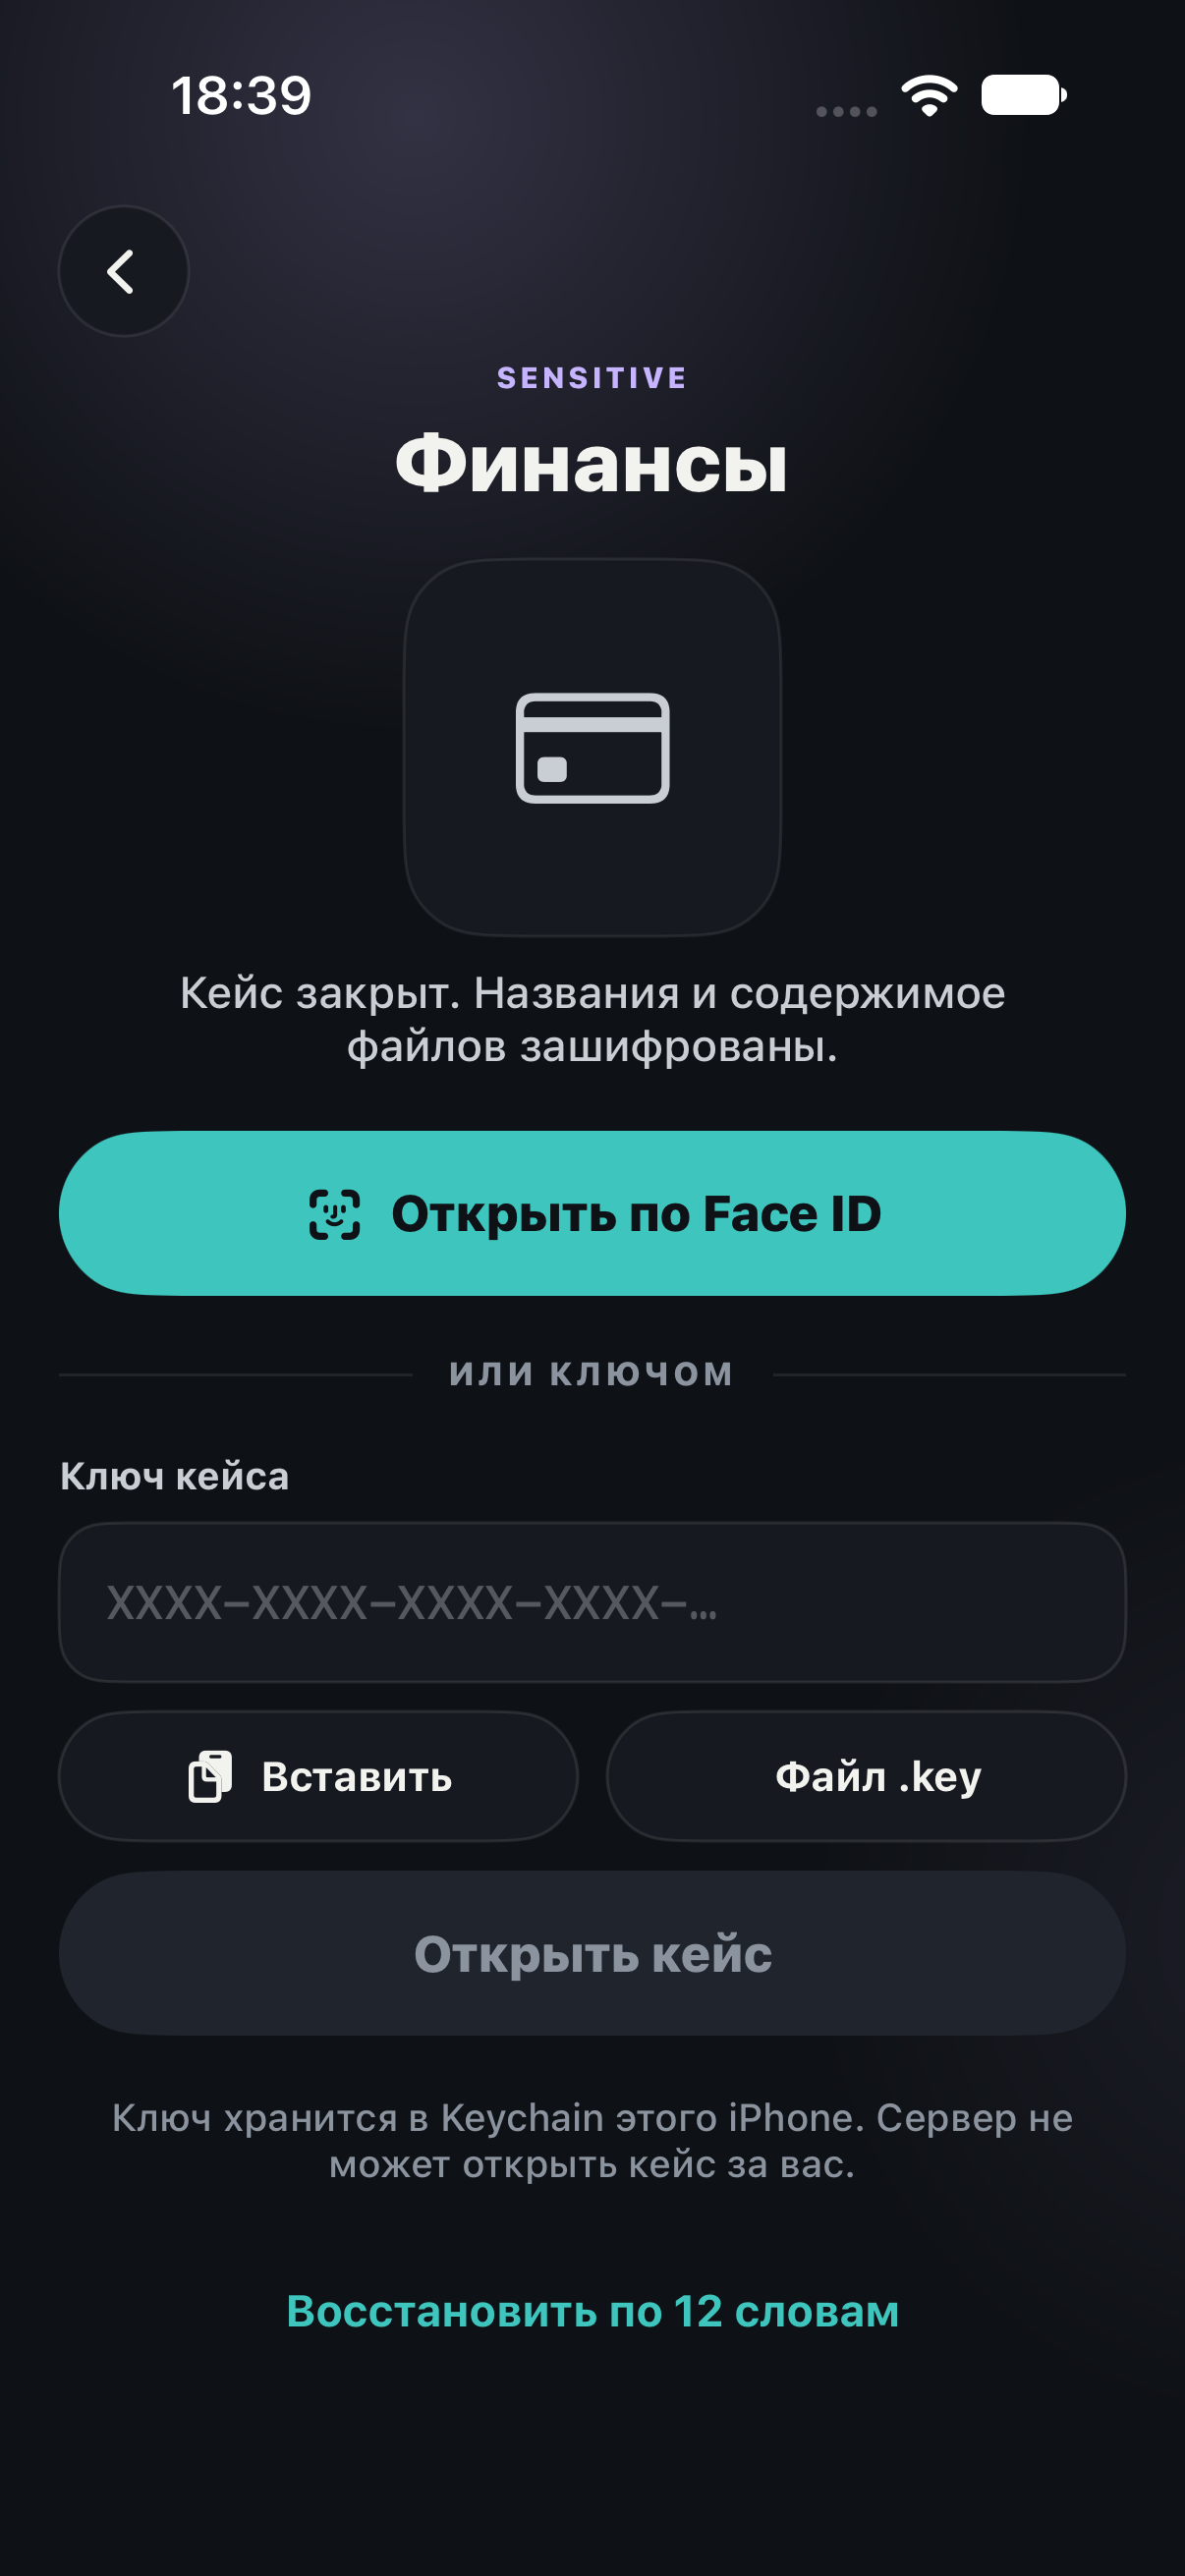 18:39
SENSITIVE
Финансы
Кейс закрыт. Названия и содержимое
файлов зашифрованы.
Открыть по Face ID
или ключом
Ключ кейса
XXXX-XXXX-XXXX-XXXX-…
Вставить
Файл .key
Открыть кейс
Ключ хранится в Keychain этого iPhone. Сервер не
может открыть кейс за вас.
Восстановить по 12 словам